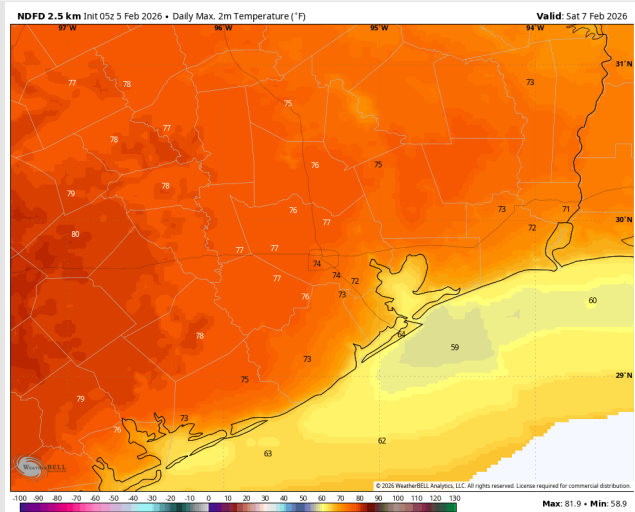 NDFD 2.5 km Init 05z 5 Feb 2026 • Daily Max. 2m Temperature (°F)
Valid: Sat 7 Feb 2026
97°W 96°W 95°W 94°W
31°N
77 78 75 73
78 77
76 75
79 78
76 73 71
30°N
77 72
80
77 77
74
74 72
77 76 73
60
64
78
59
73
29°N
75
79
73
76
62
63
WeatherBELL
© 2026 WeatherBELL Analytics, LLC. All rights reserved. License required for commercial distribution.
-100 -90 -80 -70 -60 -50 -40 -30 -20 -10 0 10 20 30 40 50 60 70 80 90 100 110 120 130
Max: 81.9 • Min: 58.9